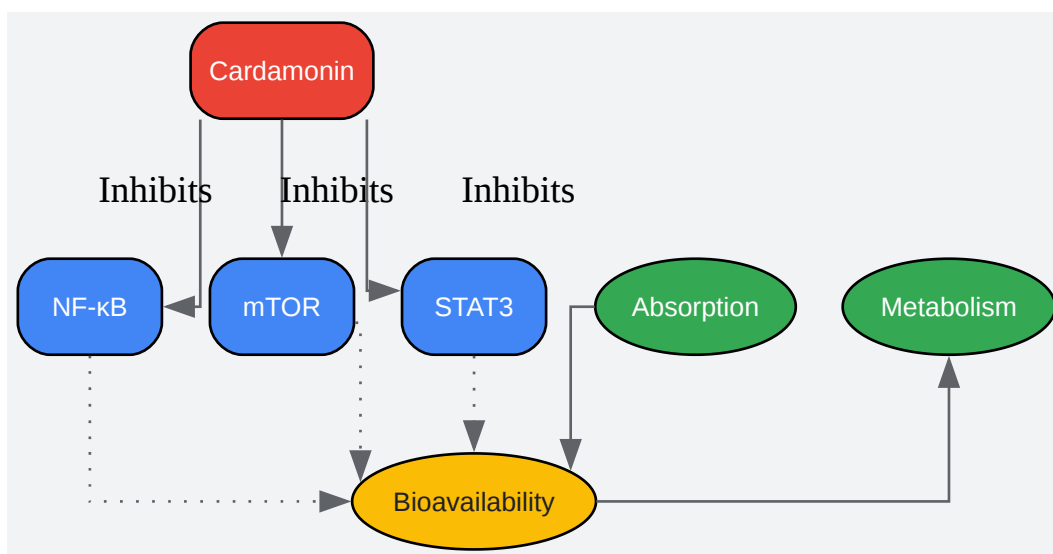 Cardamonin
Inhibits Inhibits Inhibits
NF-κB mTOR STAT3 Absorption Metabolism
Bioavailability